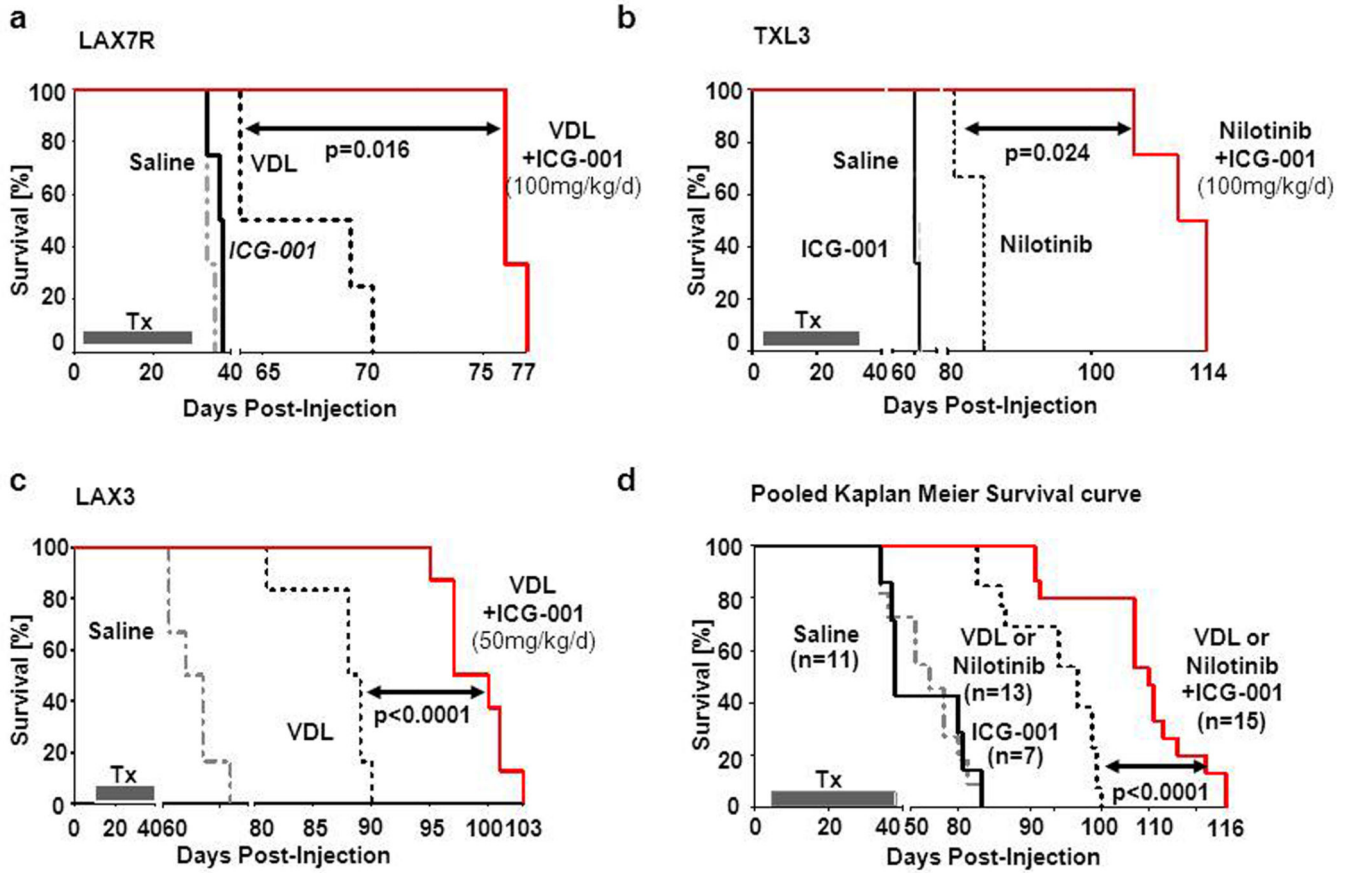 a
LAX7R
Survival [%]
100
80
60
40
20
0
Saline
VDL
ICG-001
p=0.016
VDL
+ICG-001
(100mg/kg/d)
Tx
0 20 40 65 70 75 77
Days Post-Injection
b
TXL3
Survival [%]
100
80
60
40
20
0
Saline
ICG-001
Nilotinib
p=0.024
Nilotinib
+ICG-001
(100mg/kg/d)
Tx
0 20 40 60 80 100 114
Days Post-Injection
c
LAX3
Survival [%]
100
80
60
40
20
0
Saline
VDL
p<0.0001
VDL
+ICG-001
(50mg/kg/d)
Tx
0 20 40 60 80 85 90 95 100 103
Days Post-Injection
d
Pooled Kaplan Meier Survival curve
Survival [%]
100
80
60
40
20
0
Saline
(n=11)
VDL or
Nilotinib
(n=13)
ICG-001
(n=7)
VDL or
Nilotinib
+ICG-001
(n=15)
p<0.0001
Tx
0 20 40 50 80 90 100 110 116
Days Post-Injection